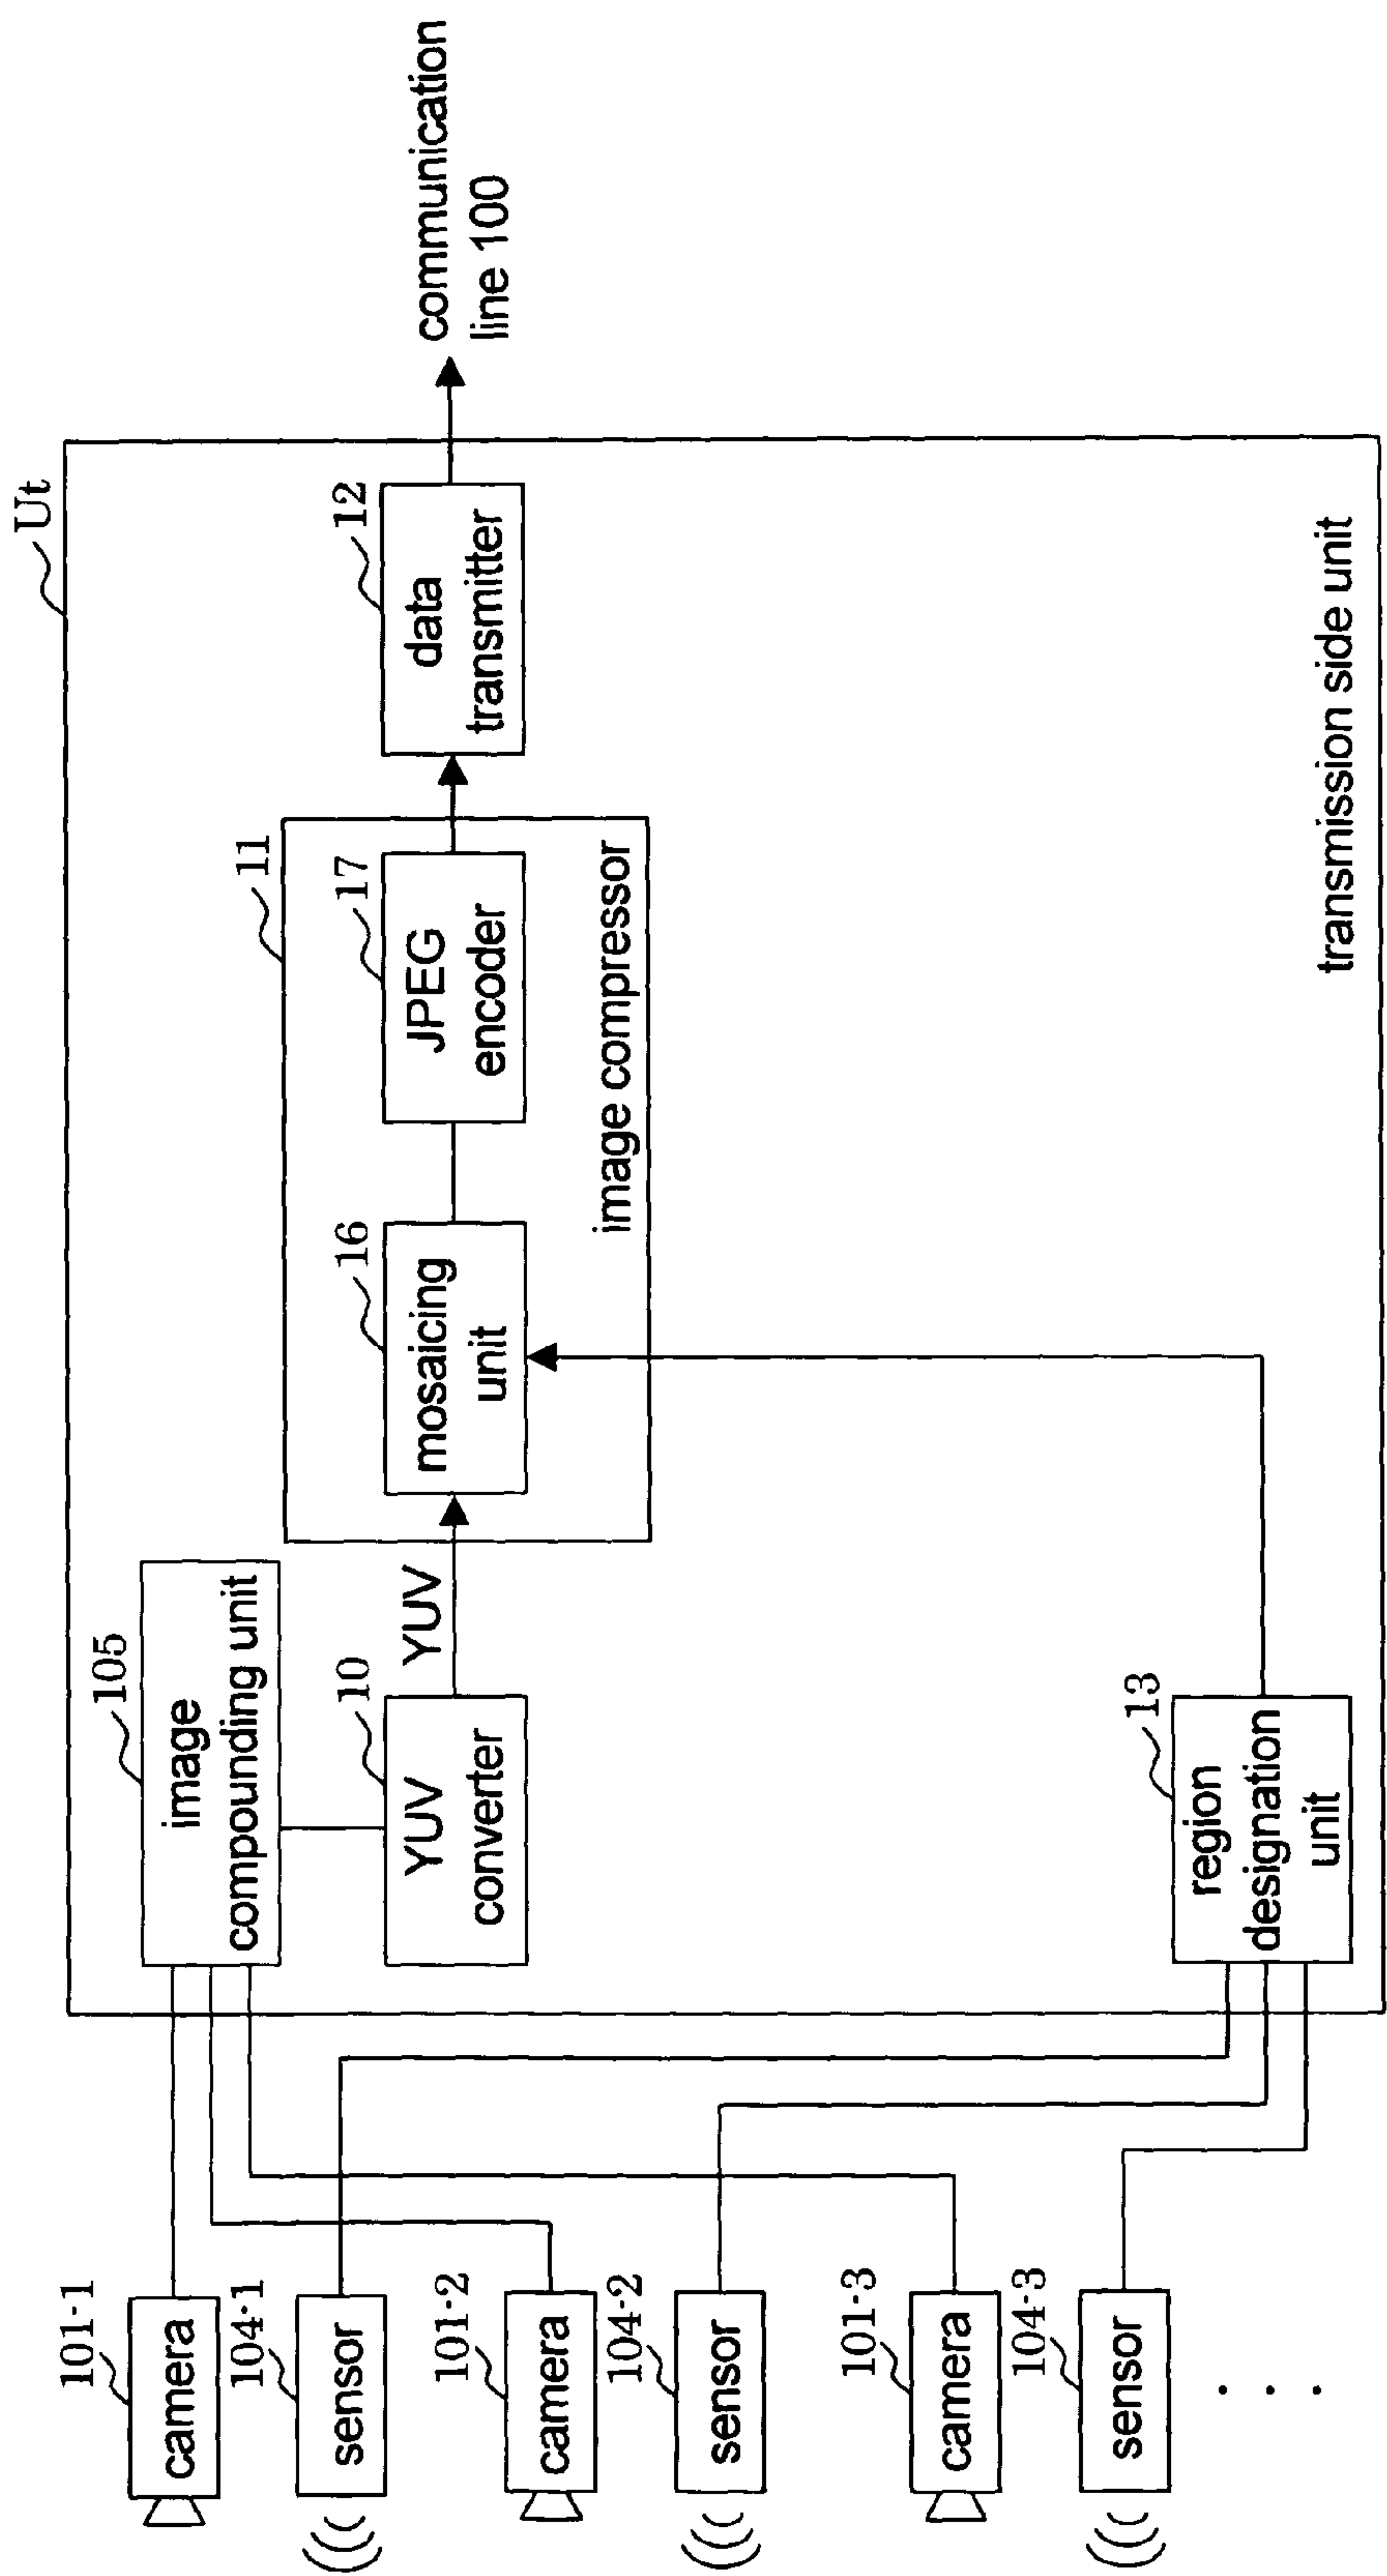 Ut
105
image
compounding unit
10
YUV
converter
YUV
11
16
mosaicing
unit
17
JPEG
encoder
image compressor
12
data
transmitter
communication
line 100
13
region
designation
unit
transmission side unit
101-1
camera
104-1
sensor
101-2
camera
104-2
sensor
101-3
camera
104-3
sensor
. . .